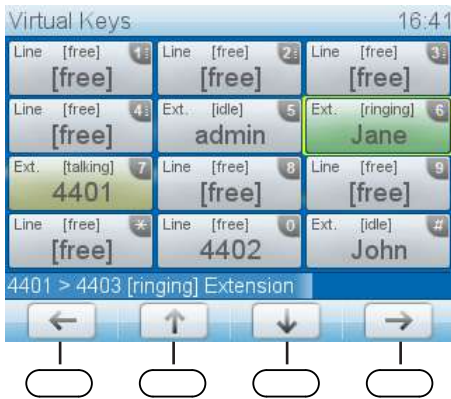 Virtual Keys 16:41
Line [free] 1 Line [free] 2 Line [free] 3
[free] [free] [free]
Line [free] 4 Ext. [idle] 5 Ext. [ringing] 6
[free] admin Jane
Ext. [talking] 7 Line [free] 8 Line [free] 9
4401 [free] [free]
Line [free] * Line [free] 0 Ext. [idle] #
[free] 4402 John
4401 > 4403 [ringing] Extension
← ↑ ↓ →